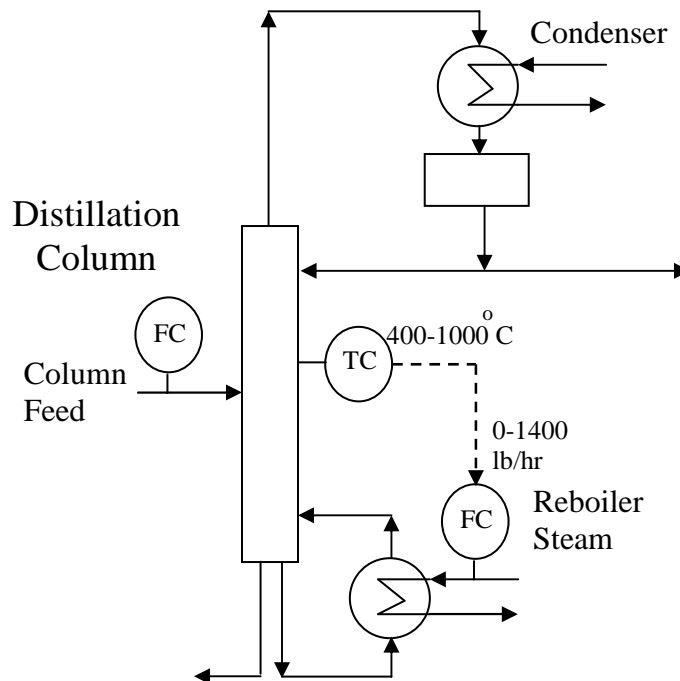 Condenser
Distillation
Column
FC
Column
Feed
TC
400-1000 o C
0-1400
lb/hr
FC
Reboiler
Steam